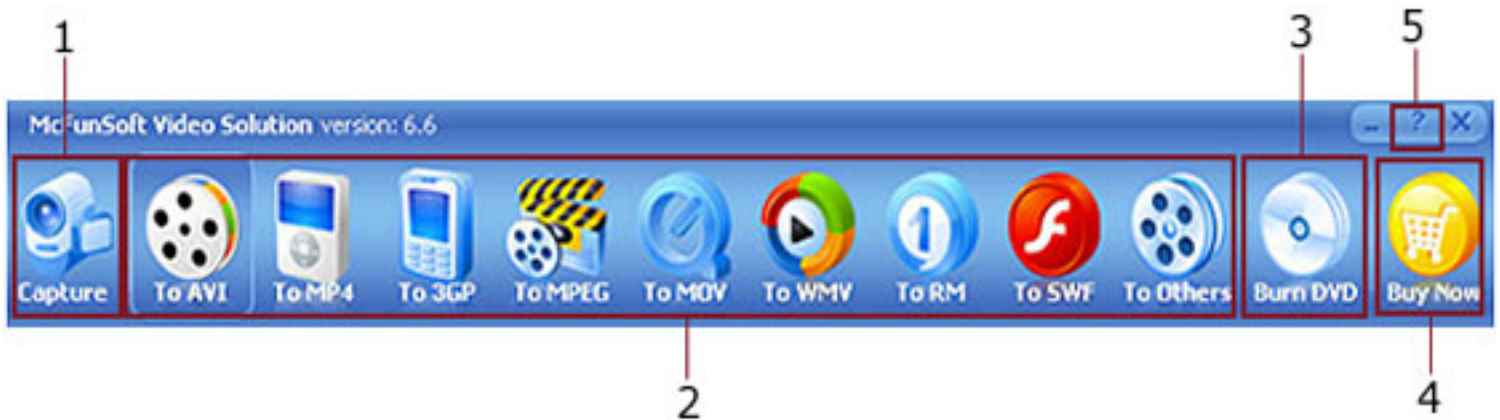 1
3
5
McFunSoft Video Solution version: 6.6
?
Capture
To AVI
To MP4
To 3GP
To MPEG
To MOV
To WMV
To RM
To SWF
To Others
Burn DVD
Buy Now
2
4